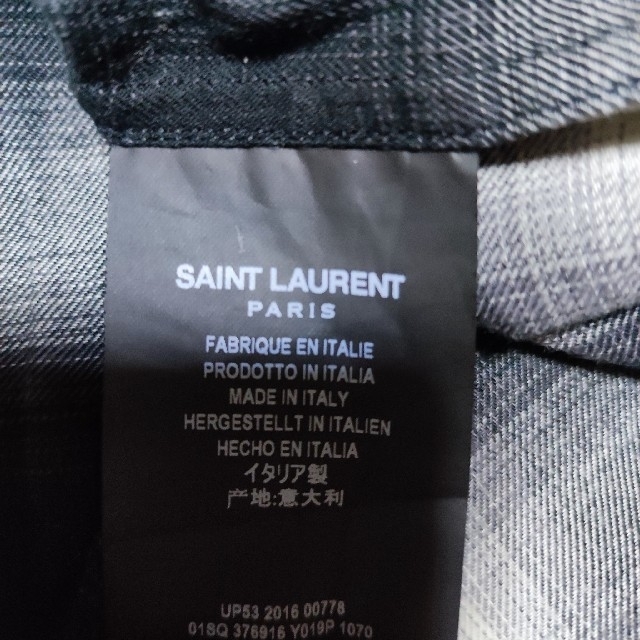 SAINT LAURENT
PARIS
FABRIQUE EN ITALIE
PRODOTTO IN ITALIA
MADE IN ITALY
HERGESTELLT IN ITALIEN
HECHO EN ITALIA
イタリア製
产地:意大利
UP53 2016 00778
01SQ 376916 Y019P 1070